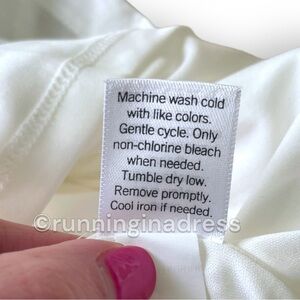 Machine wash cold
with like colors.
Gentle cycle. Only
non-chlorine bleach
when needed.
Tumble dry low.
Remove promptly.
Cool iron if needed.
©runninginadress